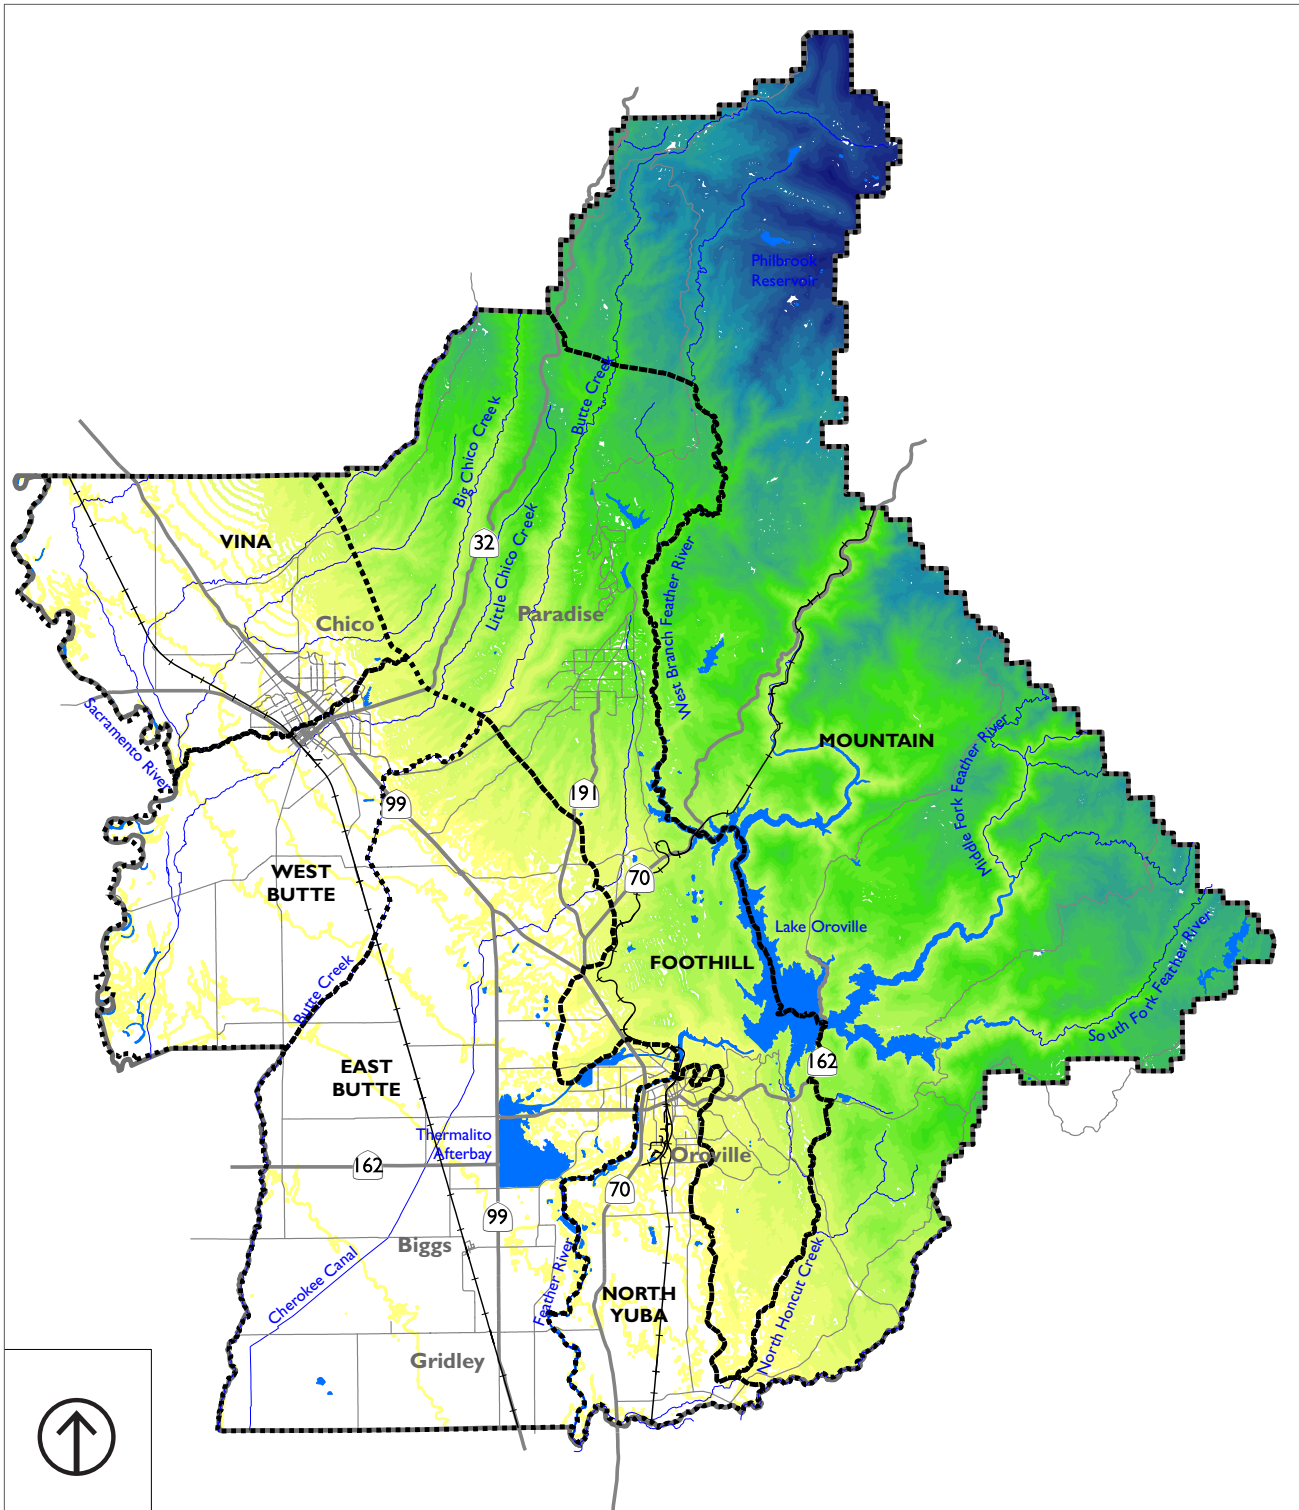 Philbrook
Reservoir
Butte Creek
Big Chico Creek
VINA
32
Little Chico Creek
West Branch Feather River
Chico
Paradise
Sacramento River
MOUNTAIN
Middle Fork Feather River
191
99
WEST
BUTTE
70
Lake Oroville
FOOTHILL
South Fork Feather River
Butte Creek
EAST
BUTTE
162
Thermalito
Afterbay
Oroville
162
70
99
Biggs
Feather River
Cherokee Canal
NORTH
YUBA
North Honcut Creek
Gridley